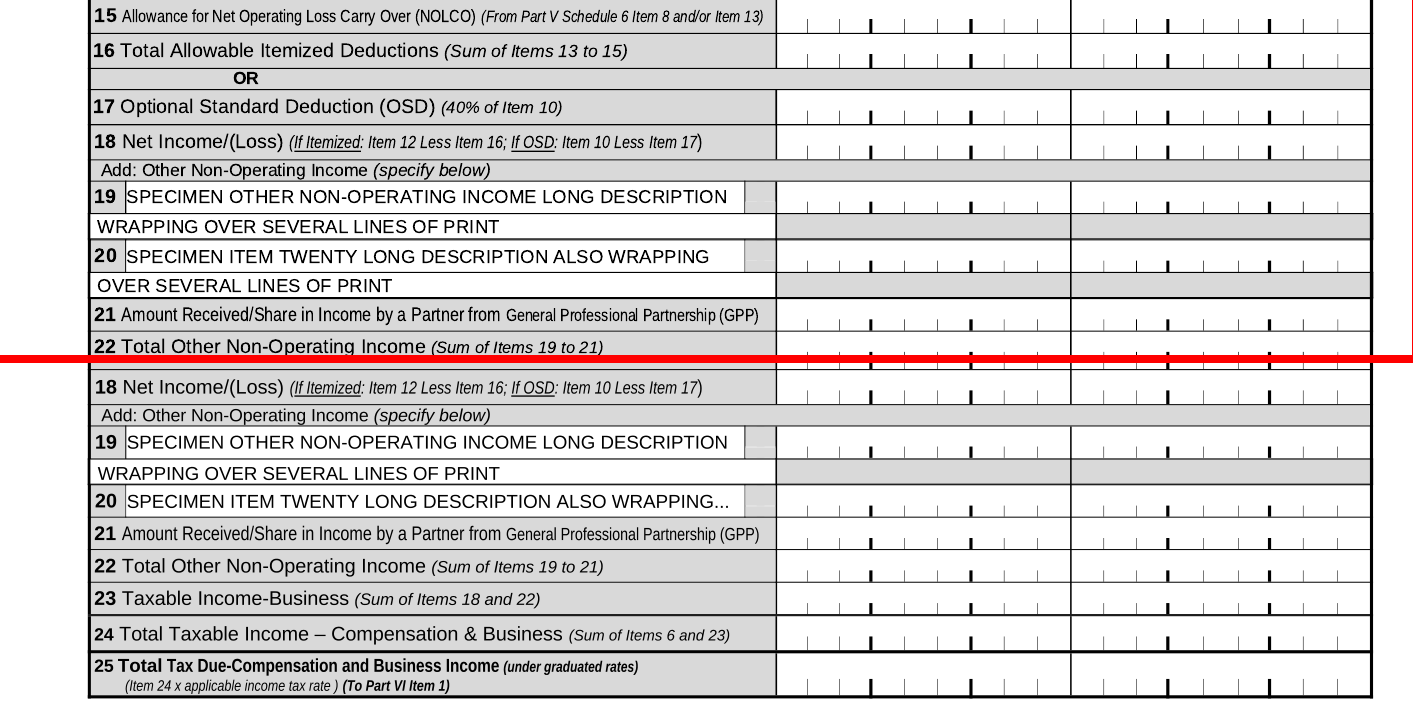 15 Allowance for Net Operating Loss Carry Over (NOLCO) (From Part V Schedule 6 Item 8 and/or Item 13)
16 Total Allowable Itemized Deductions (Sum of Items 13 to 15)
OR
17 Optional Standard Deduction (OSD) (40% of Item 10)
18 Net Income/(Loss) (If Itemized: Item 12 Less Item 16; If OSD: Item 10 Less Item 17)
Add: Other Non-Operating Income (specify below)
19 SPECIMEN OTHER NON-OPERATING INCOME LONG DESCRIPTION
WRAPPING OVER SEVERAL LINES OF PRINT
20 SPECIMEN ITEM TWENTY LONG DESCRIPTION ALSO WRAPPING
OVER SEVERAL LINES OF PRINT
21 Amount Received/Share in Income by a Partner from General Professional Partnership (GPP)
22 Total Other Non-Operating Income (Sum of Items 19 to 21)
18 Net Income/(Loss) (If Itemized: Item 12 Less Item 16; If OSD: Item 10 Less Item 17)
Add: Other Non-Operating Income (specify below)
19 SPECIMEN OTHER NON-OPERATING INCOME LONG DESCRIPTION
WRAPPING OVER SEVERAL LINES OF PRINT
20 SPECIMEN ITEM TWENTY LONG DESCRIPTION ALSO WRAPPING...
21 Amount Received/Share in Income by a Partner from General Professional Partnership (GPP)
22 Total Other Non-Operating Income (Sum of Items 19 to 21)
23 Taxable Income-Business (Sum of Items 18 and 22)
24 Total Taxable Income – Compensation & Business (Sum of Items 6 and 23)
25 Total Tax Due-Compensation and Business Income (under graduated rates)
(Item 24 x applicable income tax rate ) (To Part VI Item 1)